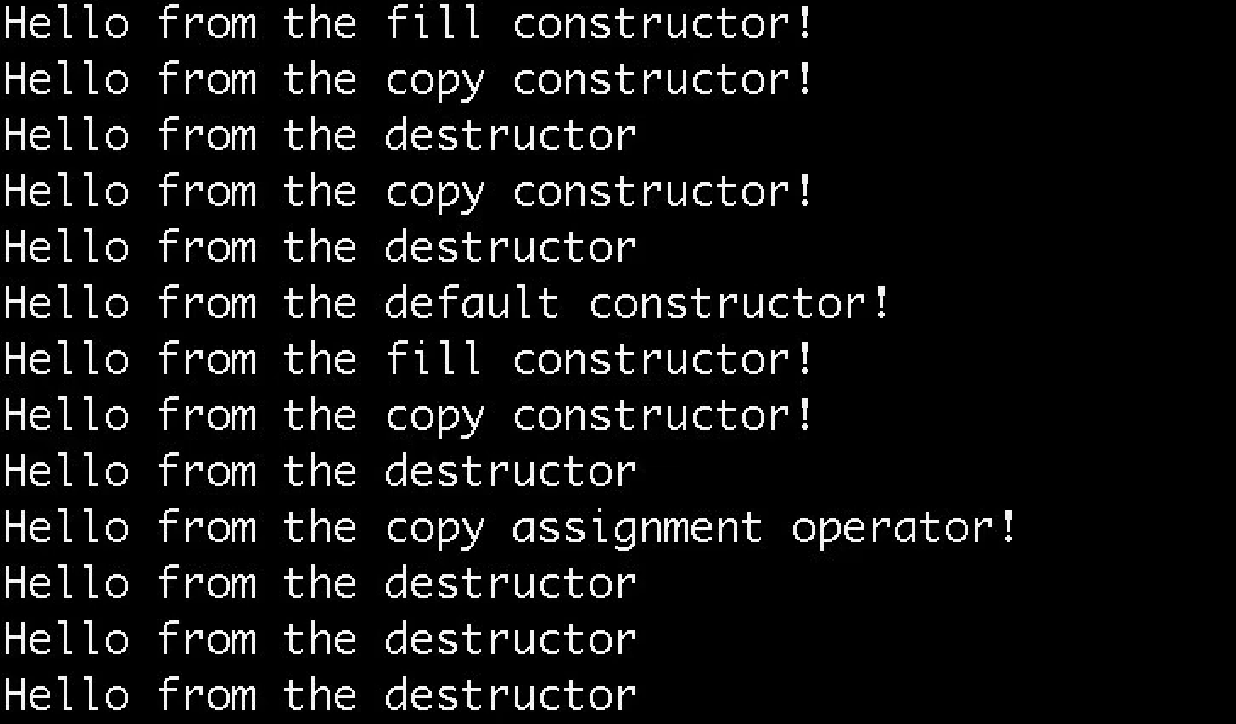 Hello from the fill constructor!
Hello from the copy constructor!
Hello from the destructor
Hello from the copy constructor!
Hello from the destructor
Hello from the default constructor!
Hello from the fill constructor!
Hello from the copy constructor!
Hello from the destructor
Hello from the copy assignment operator!
Hello from the destructor
Hello from the destructor
Hello from the destructor